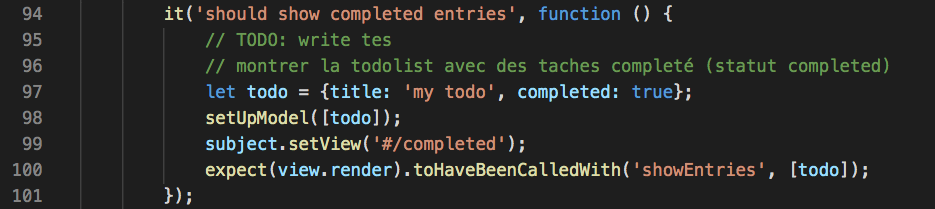 94 it('should show completed entries', function () {
95 // TODO: write tes
96 // montrer la todolist avec des taches completé (statut completed)
97 let todo = {title: 'my todo', completed: true};
98 setUpModel([todo]);
99 subject.setView('#/completed');
100 expect(view.render).toHaveBeenCalledWith('showEntries', [todo]);
101 });